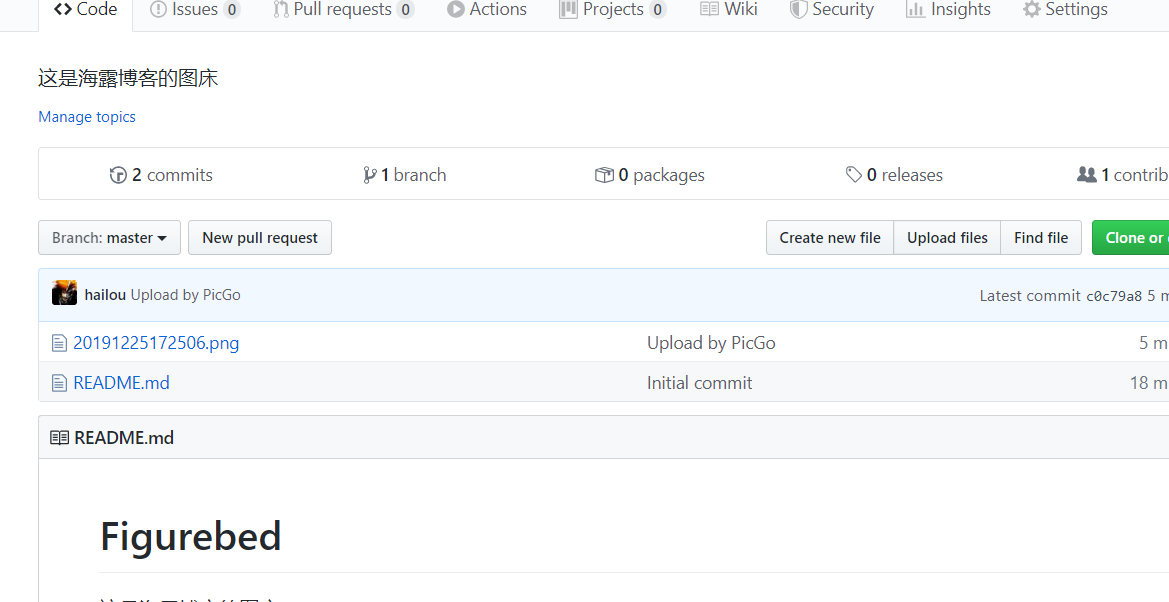 Code Issues 0 Pull requests 0 Actions Projects 0 Wiki Security Insights Settings
这是海露博客的图床
Manage topics
2 commits 1 branch 0 packages 0 releases 1 contrib
Branch: master New pull request Create new file Upload files Find file Clone or
hailou Upload by PicGo Latest commit c0c79a8 5 m
20191225172506.png Upload by PicGo 5 m
README.md Initial commit 18 m
README.md
Figurebed